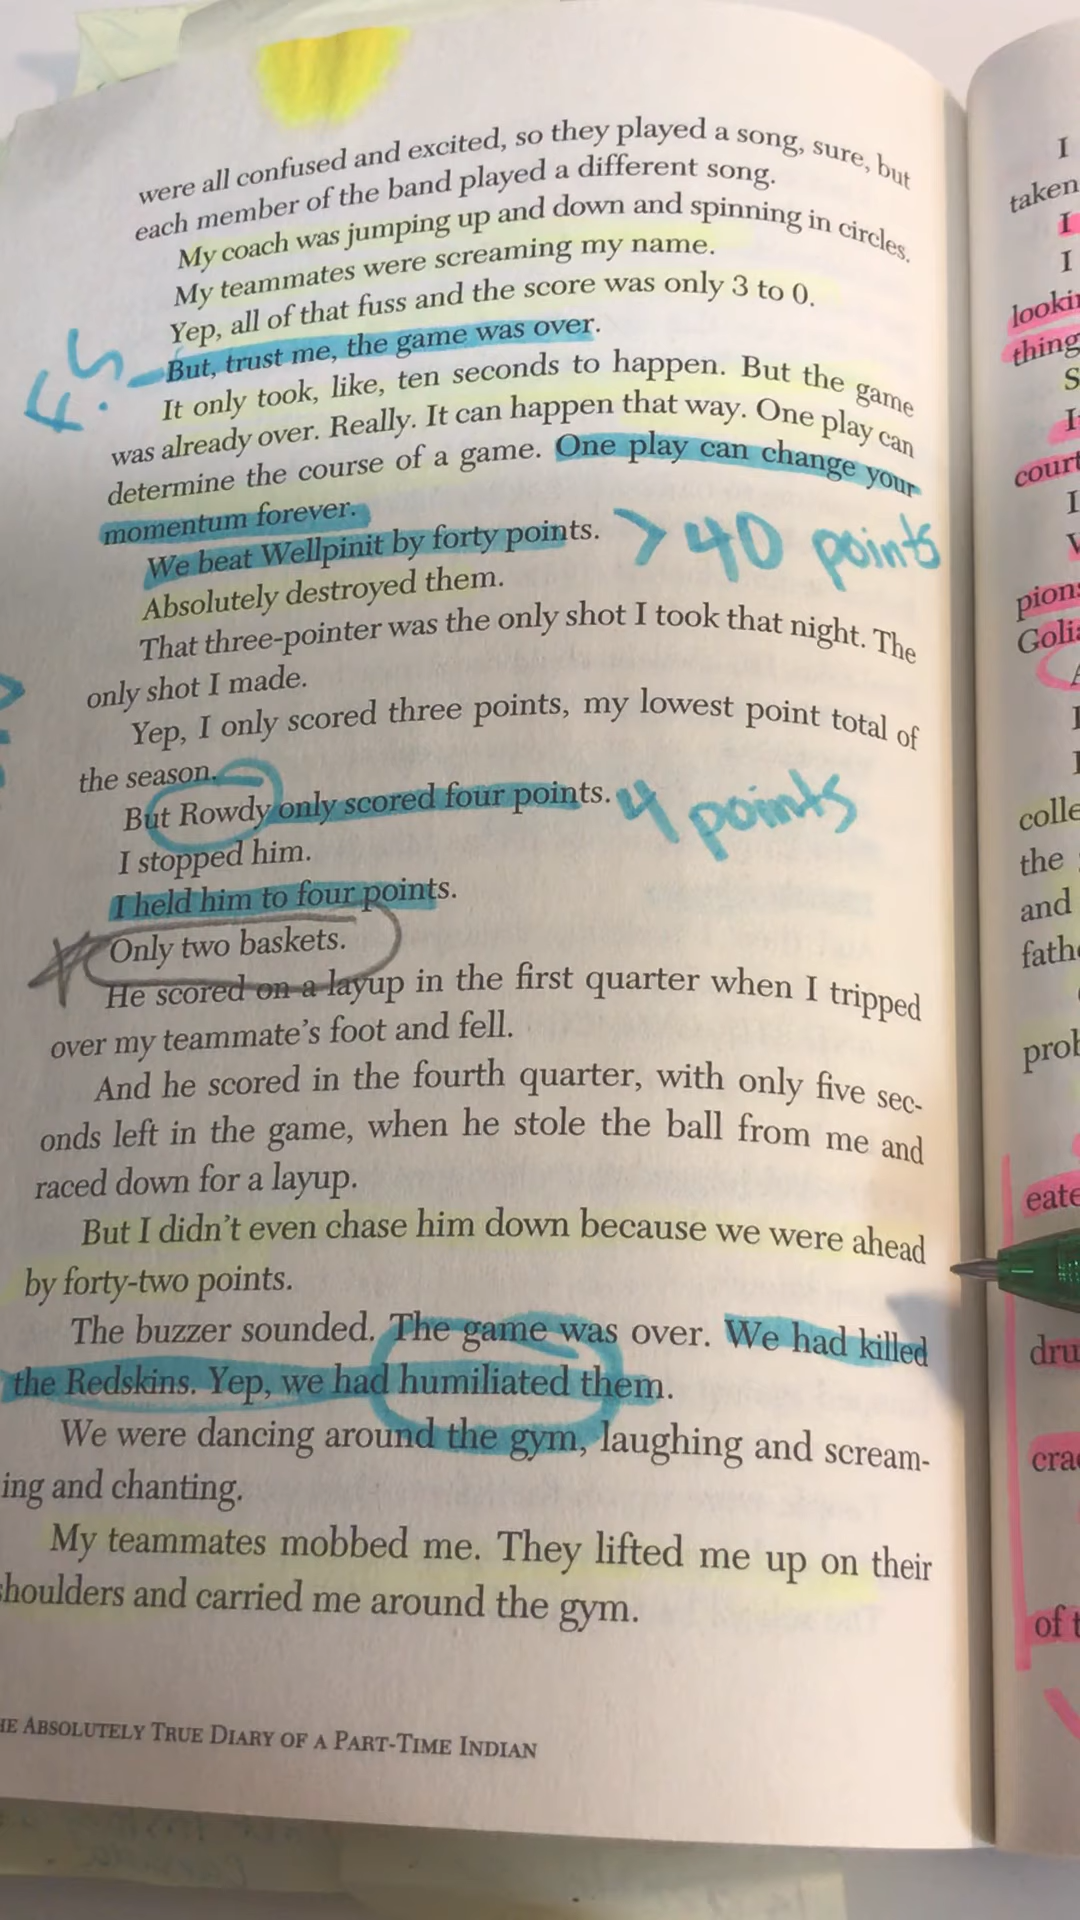 were all confused and excited, so they played a song, sure, but
each member of the band played a different song.
My coach was jumping up and down and spinning in circles.
My teammates were screaming my name.
Yep, all of that fuss and the score was only 3 to 0.
But, trust me, the game was over.
F.S
It only took, like, ten seconds to happen. But the game
was already over. Really. It can happen that way. One play can
determine the course of a game. One play can change your
momentum forever.
We beat Wellpinit by forty points.
> 40 points
Absolutely destroyed them.
That three-pointer was the only shot I took that night. The
only shot I made.
Yep, I only scored three points, my lowest point total of
the season.
But Rowdy only scored four points.
4 points
I stopped him.
I held him to four points.
Only two baskets.
He scored on a layup in the first quarter when I tripped
over my teammate's foot and fell.
And he scored in the fourth quarter, with only five sec-
onds left in the game, when he stole the ball from me and
raced down for a layup.
But I didn't even chase him down because we were ahead
by forty-two points.
The buzzer sounded. The game was over. We had killed
the Redskins. Yep, we had humiliated them.
We were dancing around the gym, laughing and scream-
ing and chanting.
My teammates mobbed me. They lifted me up on their
shoulders and carried me around the gym.
HE ABSOLUTELY TRUE DIARY OF A PART-TIME INDIAN
I
taken
I
I
lookin
thing
S
I
court
I
pions
Golia
A
I
I
colle
the
and
fath
prob
eate
dru
cra
of t